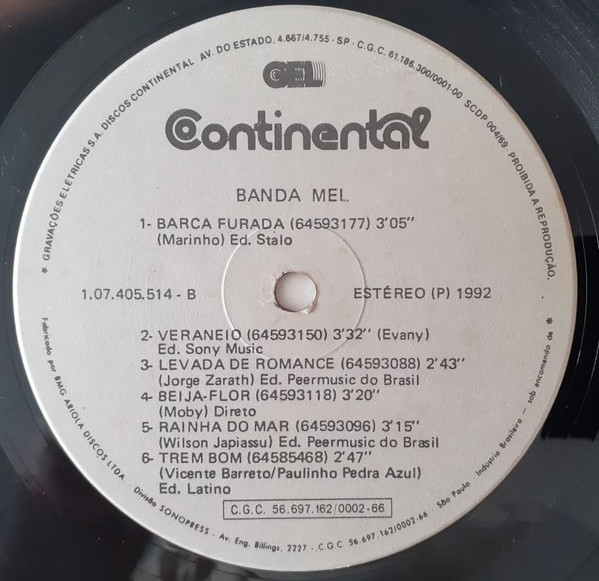 * GRAVAÇÕES ELÉTRICAS S.A. DISCOS CONTINENTAL AV. DO ESTADO, 4.667/4.755 - SP - C.G.C. 61.186.300/0001-00 SCDP 004/69 - PROIBIDA A REPRODUÇÃO.
GEL
Continental
BANDA MEL.
1- BARCA FURADA (64593177) 3'05"
(Marinho) Ed. Stalo
1.07.405.514 - B
ESTÉREO (P) 1992
2- VERANEIO (64593150) 3'32" (Evany)
Ed. Sony Music
3- LEVADA DE ROMANCE (64593088) 2'43"
(Jorge Zarath) Ed. Peermusic do Brasil
4- BEIJA-FLOR (64593118) 3'20"
(Moby) Direto
5- RAINHA DO MAR (64593096) 3'15"
(Wilson Japiassu) Ed. Peermusic do Brasil
6- TREM BOM (64585468) 2'47"
(Vicente Barreto/Paulinho Pedra Azul)
Ed. Latino
C.G.C. 56.697.162/0002-66
Fabricado por BMG ARIOLA DISCOS LTDA. - Divisão SONOPRESS - Av. Eng. Billings, 2227 - C.G.C. 56.697.162/0002-66 - São Paulo - Indústria Brasileira - sob encomenda de *